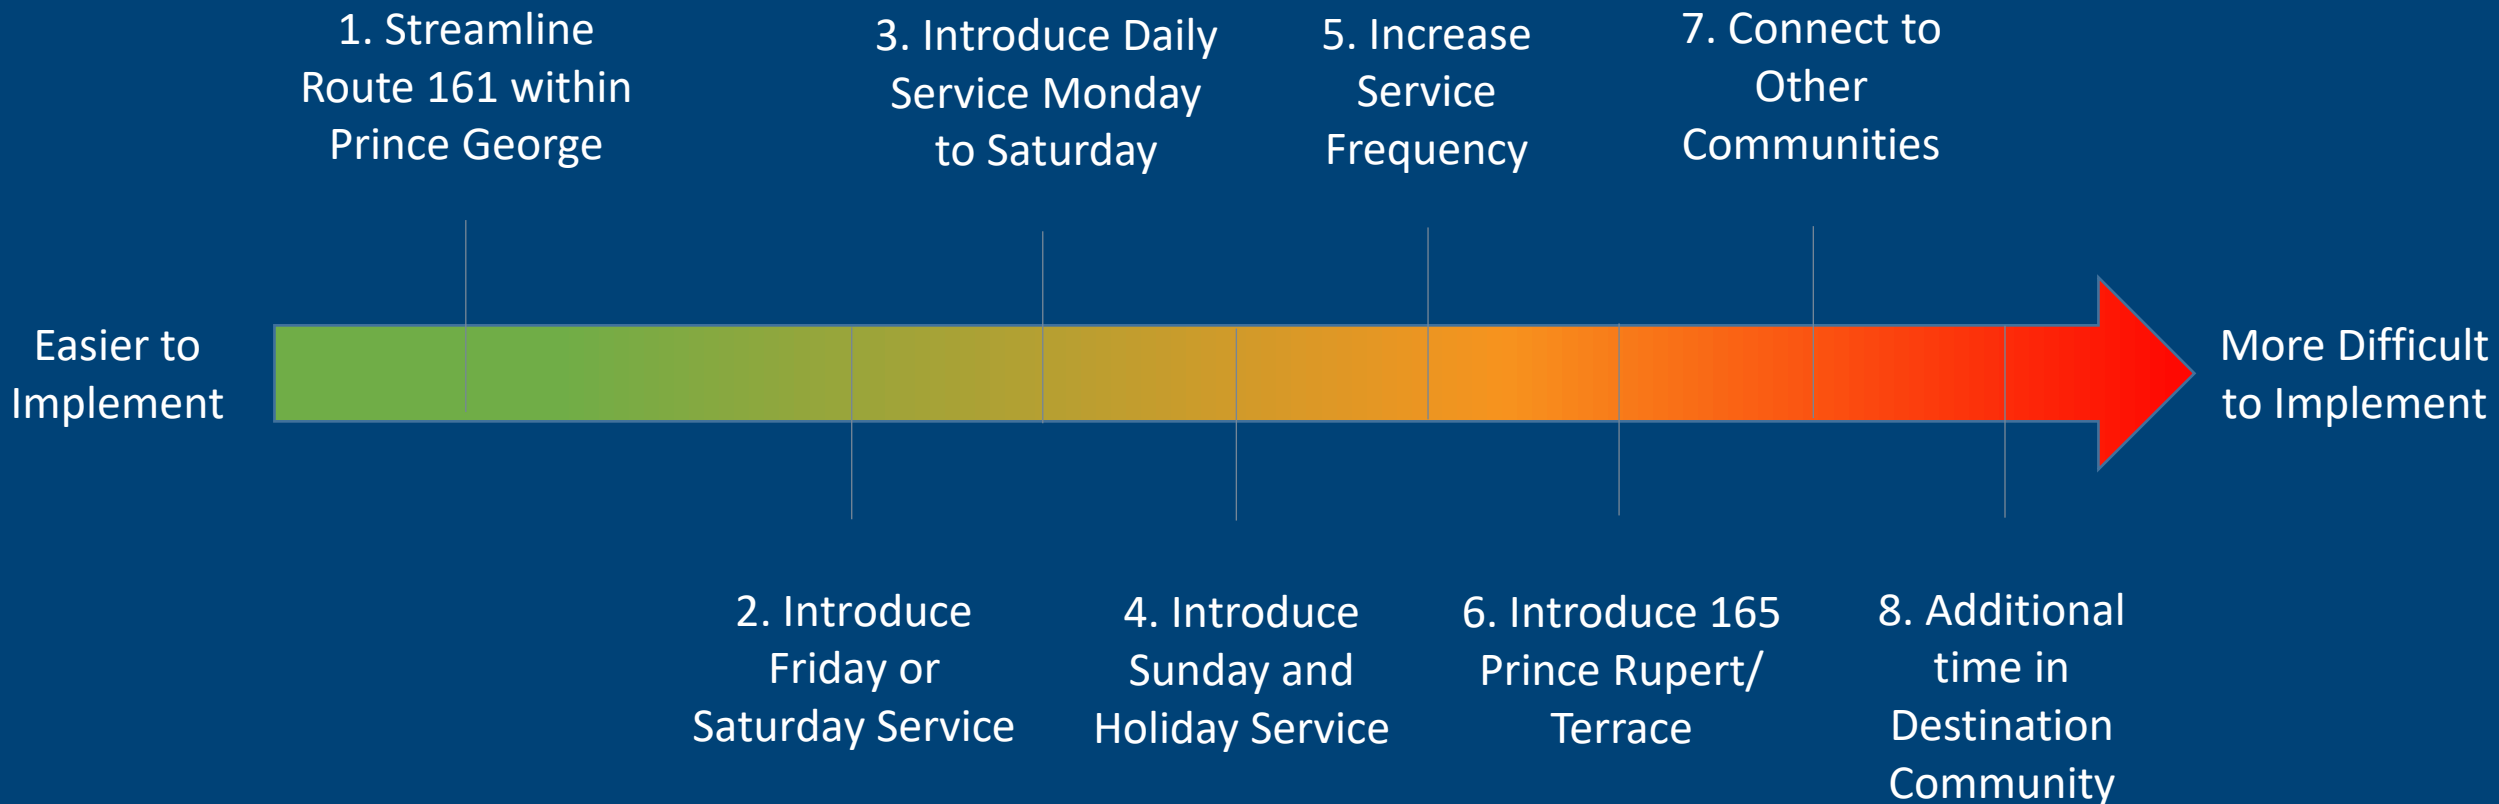 1. Streamline
Route 161 within
Prince George
3. Introduce Daily
Service Monday
to Saturday
5. Increase
Service
Frequency
7. Connect to
Other
Communities
Easier to
Implement
More Difficult
to Implement
2. Introduce
Friday or
Saturday Service
4. Introduce
Sunday and
Holiday Service
6. Introduce 165
Prince Rupert/
Terrace
8. Additional
time in
Destination
Community